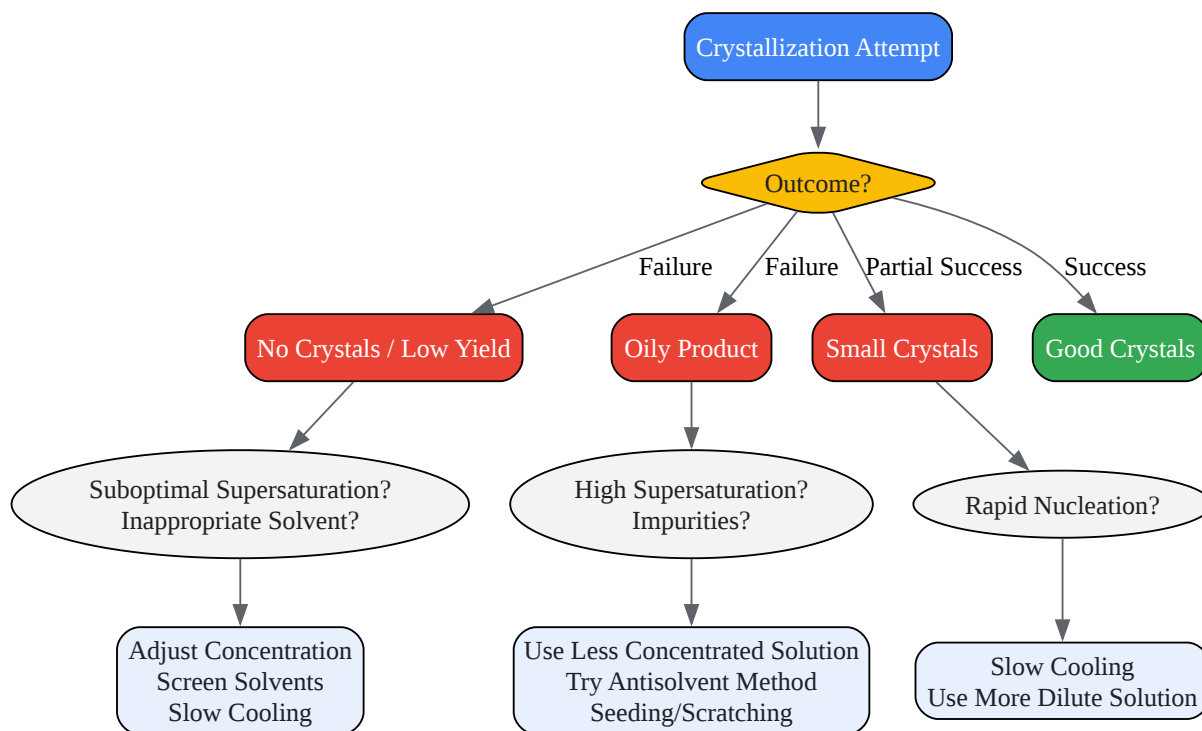 Crystallization Attempt
Outcome?
Failure
Failure
Partial Success
Success
No Crystals / Low Yield
Oily Product
Small Crystals
Good Crystals
Suboptimal Supersaturation?
Inappropriate Solvent?
High Supersaturation?
Impurities?
Rapid Nucleation?
Adjust Concentration
Screen Solvents
Slow Cooling
Use Less Concentrated Solution
Try Antisolvent Method
Seeding/Scratching
Slow Cooling
Use More Dilute Solution